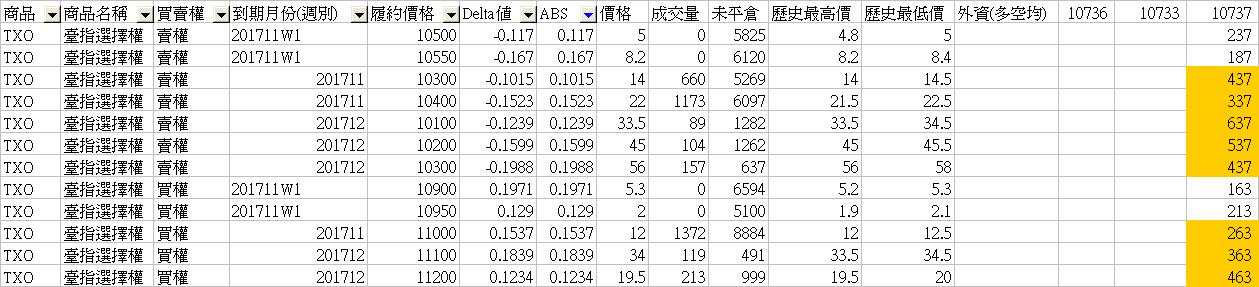 商品 商品名稱 買賣權 到期月份(週別) 履約價格 Delta值 ABS 價格 成交量 未平倉 歷史最高價 歷史最低價 外資(多空均) 10736 10733 10737
TXO 臺指選擇權 賣權 201711W1 10500 -0.117 0.117 5 0 5825 4.8 5 237
TXO 臺指選擇權 賣權 201711W1 10550 -0.167 0.167 8.2 0 6120 8.2 8.4 187
TXO 臺指選擇權 賣權 201711 10300 -0.1015 0.1015 14 660 5269 14 14.5 437
TXO 臺指選擇權 賣權 201711 10400 -0.1523 0.1523 22 1173 6097 21.5 22.5 337
TXO 臺指選擇權 賣權 201712 10100 -0.1239 0.1239 33.5 89 1282 33.5 34.5 637
TXO 臺指選擇權 賣權 201712 10200 -0.1599 0.1599 45 104 1262 45 45.5 537
TXO 臺指選擇權 賣權 201712 10300 -0.1988 0.1988 56 157 637 56 58 437
TXO 臺指選擇權 買權 201711W1 10900 0.1971 0.1971 5.3 0 6594 5.2 5.3 163
TXO 臺指選擇權 買權 201711W1 10950 0.129 0.129 2 0 5100 1.9 2.1 213
TXO 臺指選擇權 買權 201711 11000 0.1537 0.1537 12 1372 8884 12 12.5 263
TXO 臺指選擇權 買權 201712 11100 0.1839 0.1839 34 119 491 33.5 34.5 363
TXO 臺指選擇權 買權 201712 11200 0.1234 0.1234 19.5 213 999 19.5 20 463